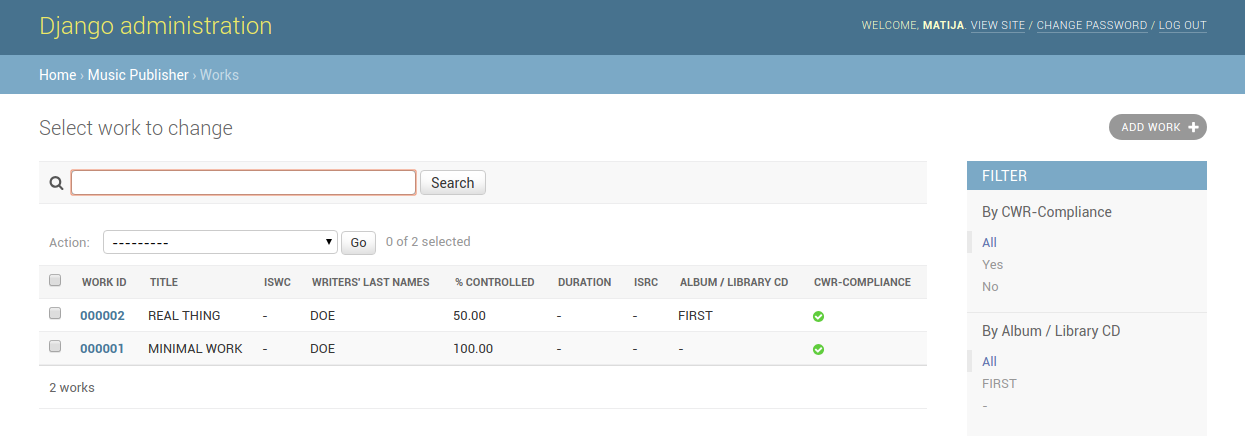 Django administration
WELCOME, MATIJA. VIEW SITE / CHANGE PASSWORD / LOG OUT
Home › Music Publisher › Works
Select work to change
ADD WORK +
Search
Action: --------- Go 0 of 2 selected
WORK ID TITLE ISWC WRITERS' LAST NAMES % CONTROLLED DURATION ISRC ALBUM / LIBRARY CD CWR-COMPLIANCE
000002 REAL THING - DOE 50.00 - - FIRST
000001 MINIMAL WORK - DOE 100.00 - - -
2 works
FILTER
By CWR-Compliance
All
Yes
No
By Album / Library CD
All
FIRST
-